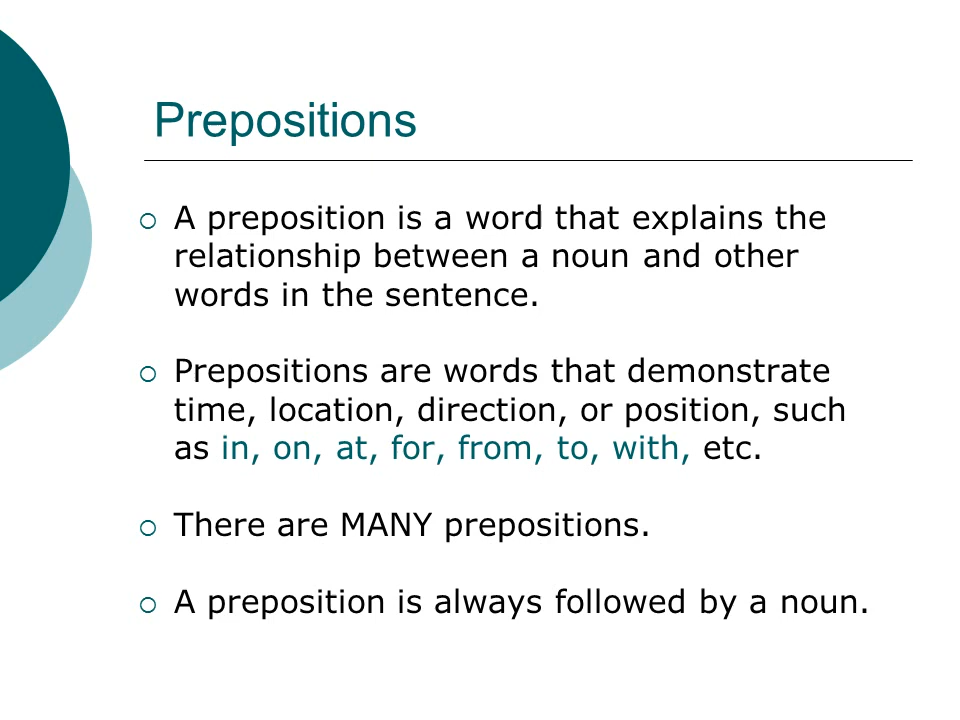 Prepositions
A preposition is a word that explains the
relationship between a noun and other
words in the sentence.
Prepositions are words that demonstrate
time, location, direction, or position, such
as in, on, at, for, from, to, with, etc.
There are MANY prepositions.
A preposition is always followed by a noun.